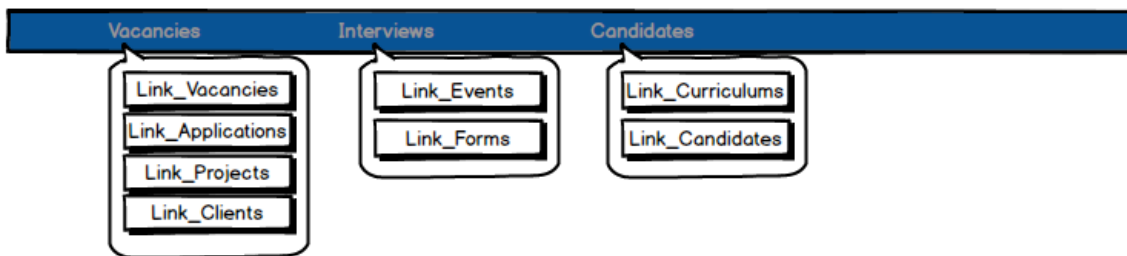 Vacancies
Interviews
Candidates
Link_Vacancies
Link_Applications
Link_Projects
Link_Clients
Link_Events
Link_Forms
Link_Curriculums
Link_Candidates